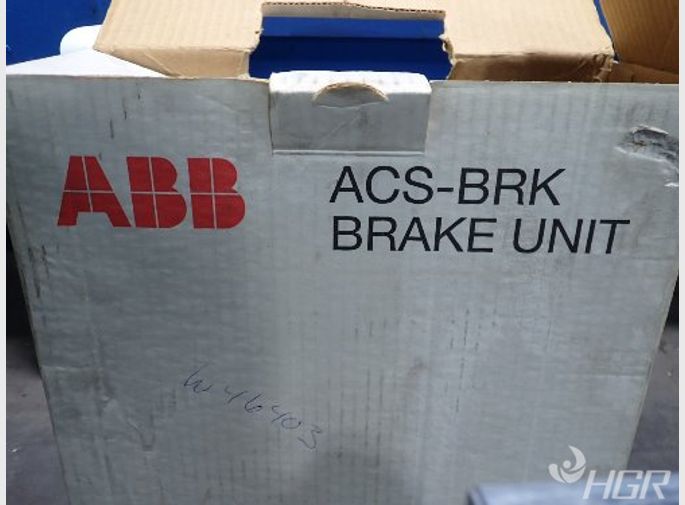 ABB
ACS-BRK
BRAKE UNIT
W46403
HGR